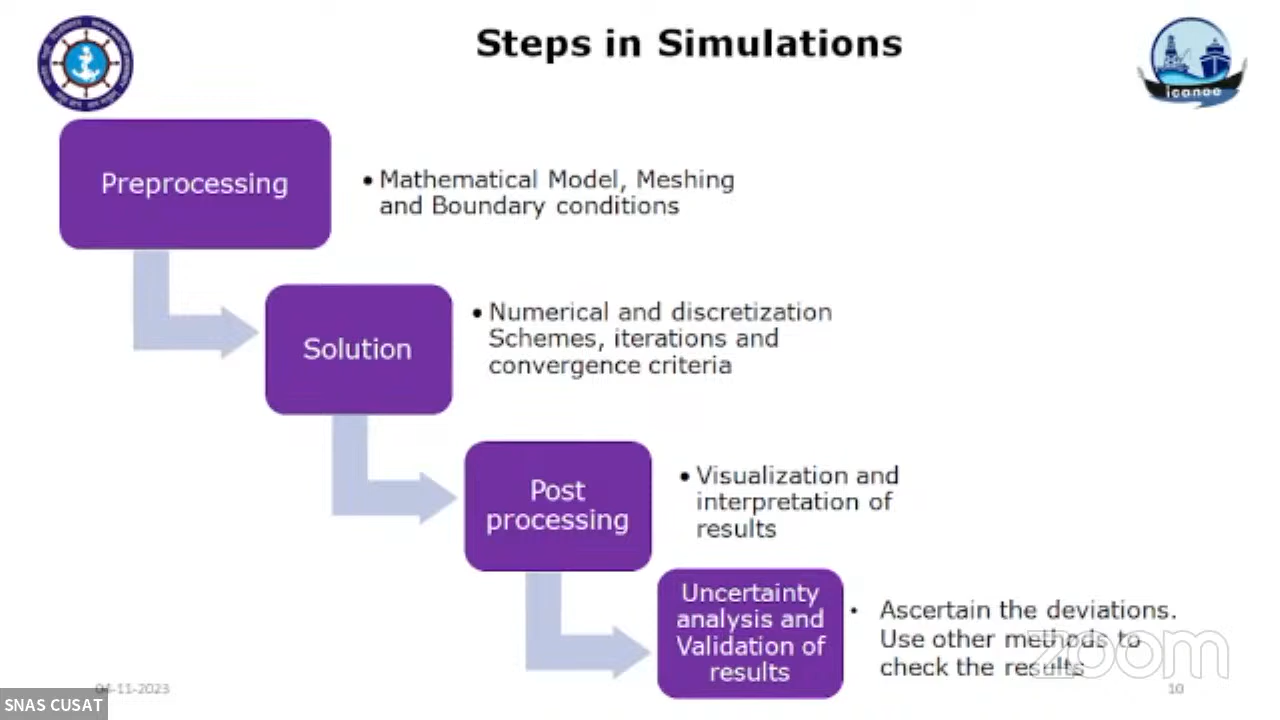 Steps in Simulations
icanoe
Preprocessing
• Mathematical Model, Meshing
and Boundary conditions
Solution
• Numerical and discretization
Schemes, iterations and
convergence criteria
Post
processing
• Visualization and
interpretation of
results
Uncertainty
analysis and
Validation of
results
• Ascertain the deviations.
Use other methods to
check the results
zoom
04-11-2023
10
SNAS CUSAT